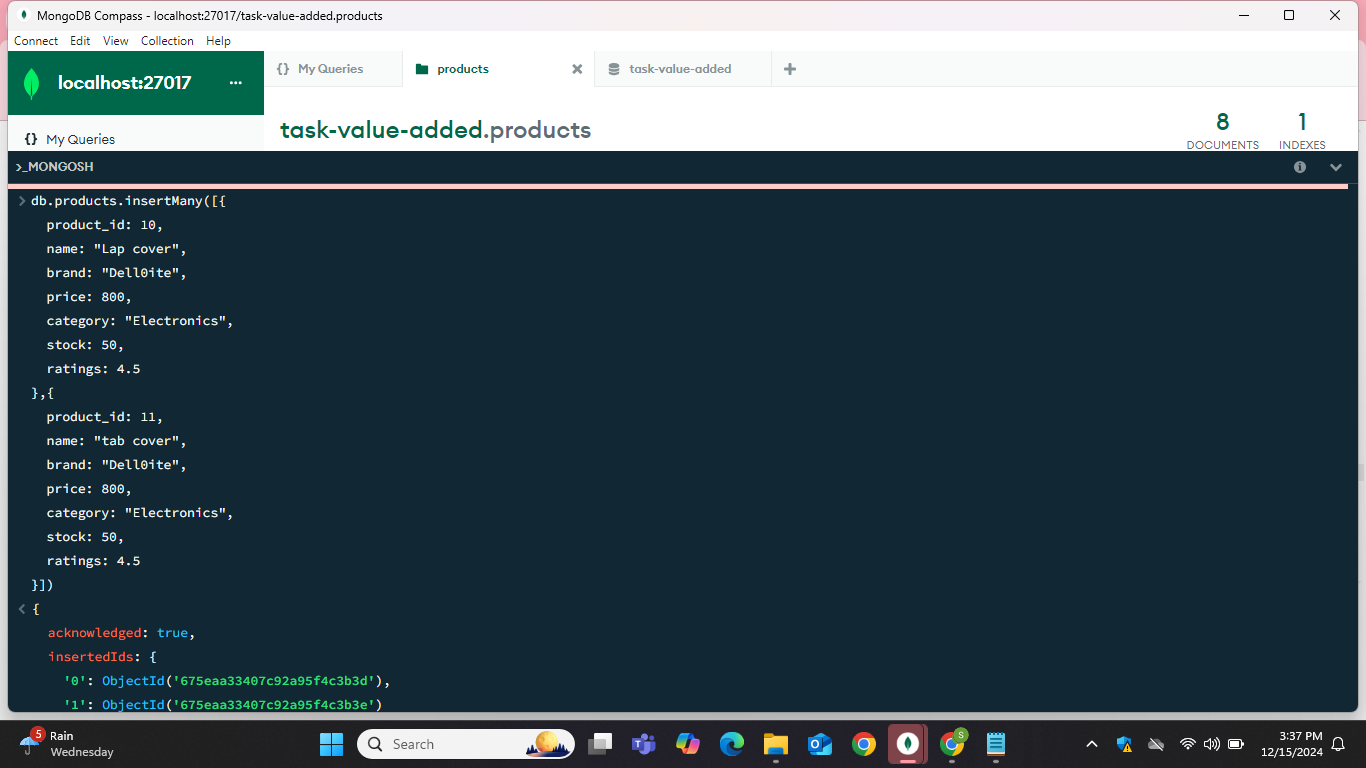 MongoDB Compass - localhost:27017/task-value-added.products
Connect Edit View Collection Help
localhost:27017 ...
{} My Queries
products
task-value-added
{} My Queries
task-value-added.products
8
DOCUMENTS
1
INDEXES
>_MONGOSH
> db.products.insertMany([{
product_id: 10,
name: "Lap cover",
brand: "Dell0ite",
price: 800,
category: "Electronics",
stock: 50,
ratings: 4.5
},{
product_id: 11,
name: "tab cover",
brand: "Dell0ite",
price: 800,
category: "Electronics",
stock: 50,
ratings: 4.5
}])
< {
acknowledged: true,
insertedIds: {
'0': ObjectId('675eaa33407c92a95f4c3b3d'),
'1': ObjectId('675eaa33407c92a95f4c3b3e')
5
Rain
Wednesday
Search
S
3:37 PM
12/15/2024